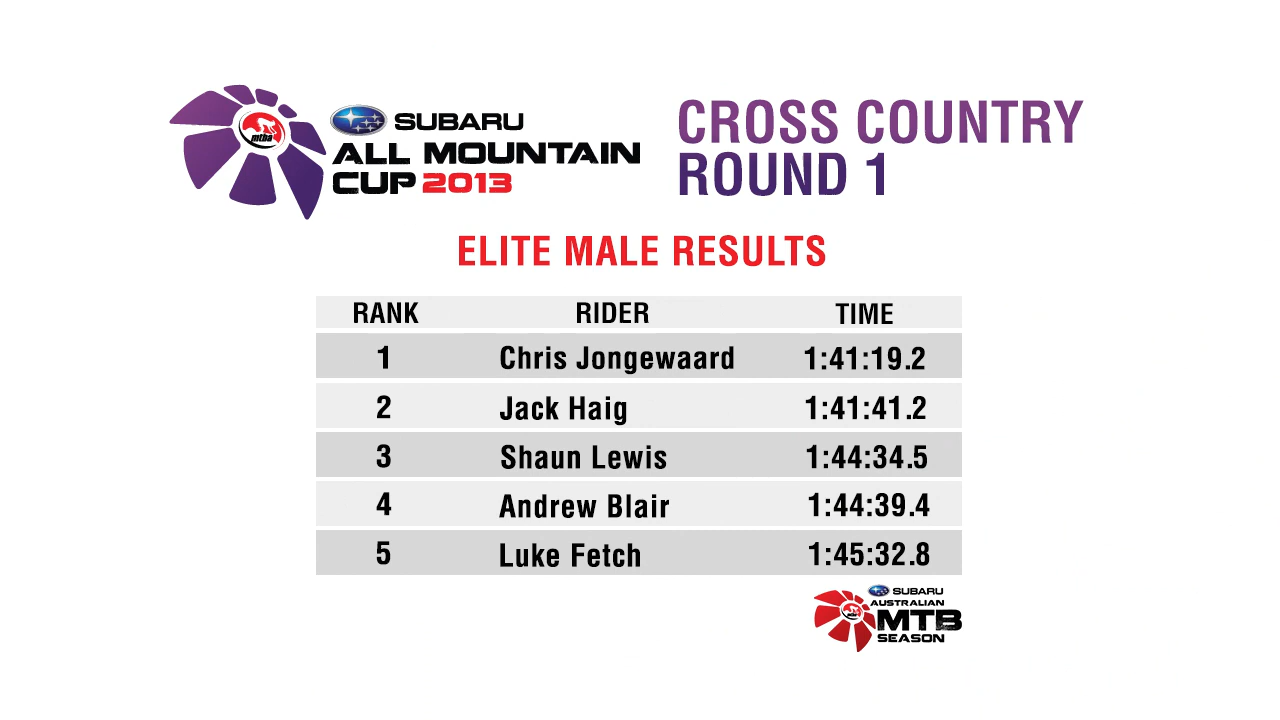 SUBARU
ALL MOUNTAIN
CUP 2013
mtba
CROSS COUNTRY
ROUND 1
ELITE MALE RESULTS
RANK RIDER TIME
1 Chris Jongewaard 1:41:19.2
2 Jack Haig 1:41:41.2
3 Shaun Lewis 1:44:34.5
4 Andrew Blair 1:44:39.4
5 Luke Fetch 1:45:32.8
SUBARU
AUSTRALIAN
MTB
SEASON